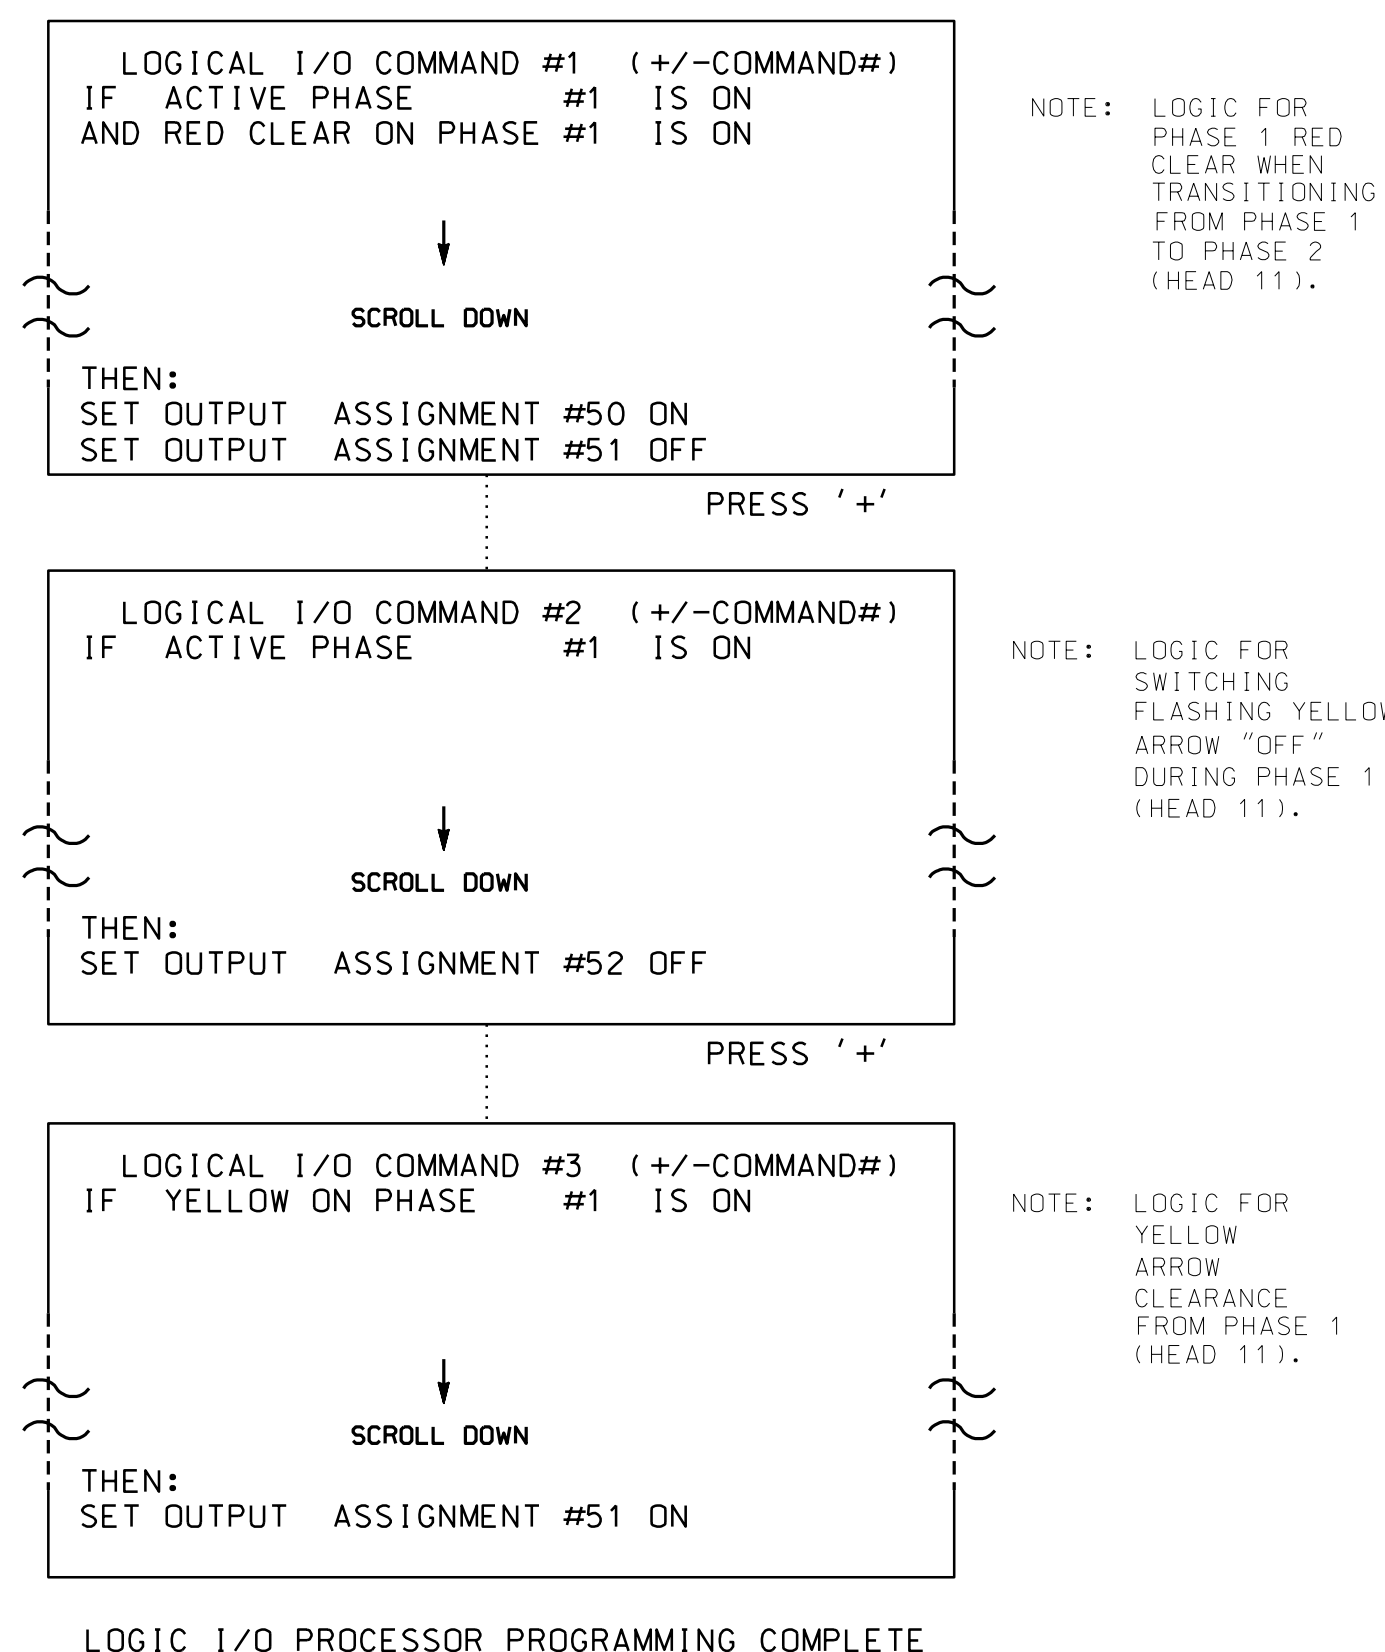 LOGICAL I/O COMMAND #1 (+/-COMMAND#)
IF ACTIVE PHASE #1 IS ON
AND RED CLEAR ON PHASE #1 IS ON
SCROLL DOWN
THEN:
SET OUTPUT ASSIGNMENT #50 ON
SET OUTPUT ASSIGNMENT #51 OFF
NOTE: LOGIC FOR
PHASE 1 RED
CLEAR WHEN
TRANSITIONING
FROM PHASE 1
TO PHASE 2
(HEAD 11).
PRESS '+'
LOGICAL I/O COMMAND #2 (+/-COMMAND#)
IF ACTIVE PHASE #1 IS ON
SCROLL DOWN
THEN:
SET OUTPUT ASSIGNMENT #52 OFF
NOTE: LOGIC FOR
SWITCHING
FLASHING YELLOW
ARROW "OFF"
DURING PHASE 1
(HEAD 11).
PRESS '+'
LOGICAL I/O COMMAND #3 (+/-COMMAND#)
IF YELLOW ON PHASE #1 IS ON
SCROLL DOWN
THEN:
SET OUTPUT ASSIGNMENT #51 ON
NOTE: LOGIC FOR
YELLOW
ARROW
CLEARANCE
FROM PHASE 1
(HEAD 11).
LOGIC I/O PROCESSOR PROGRAMMING COMPLETE